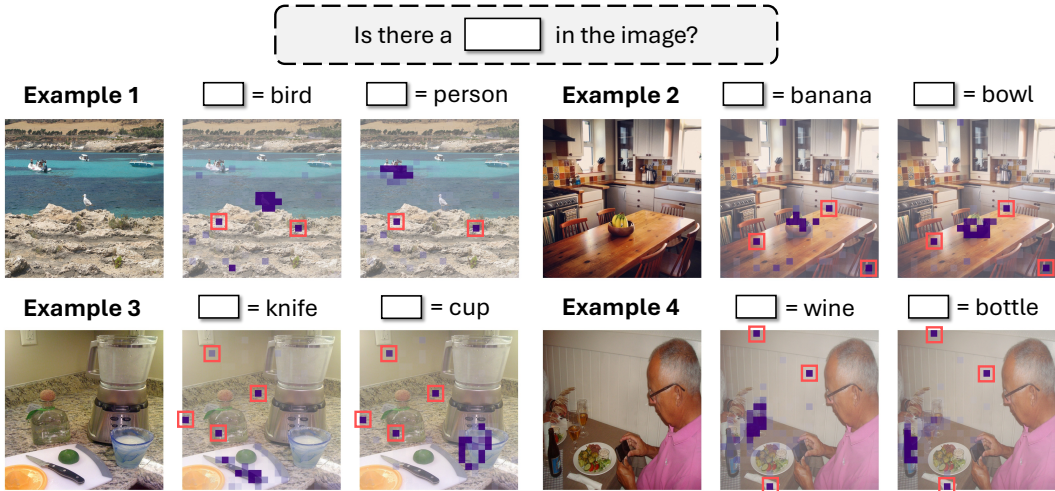 Is there a in the image?
Example 1 = bird = person Example 2 = banana = bowl
Example 3 = knife = cup Example 4 = wine = bottle